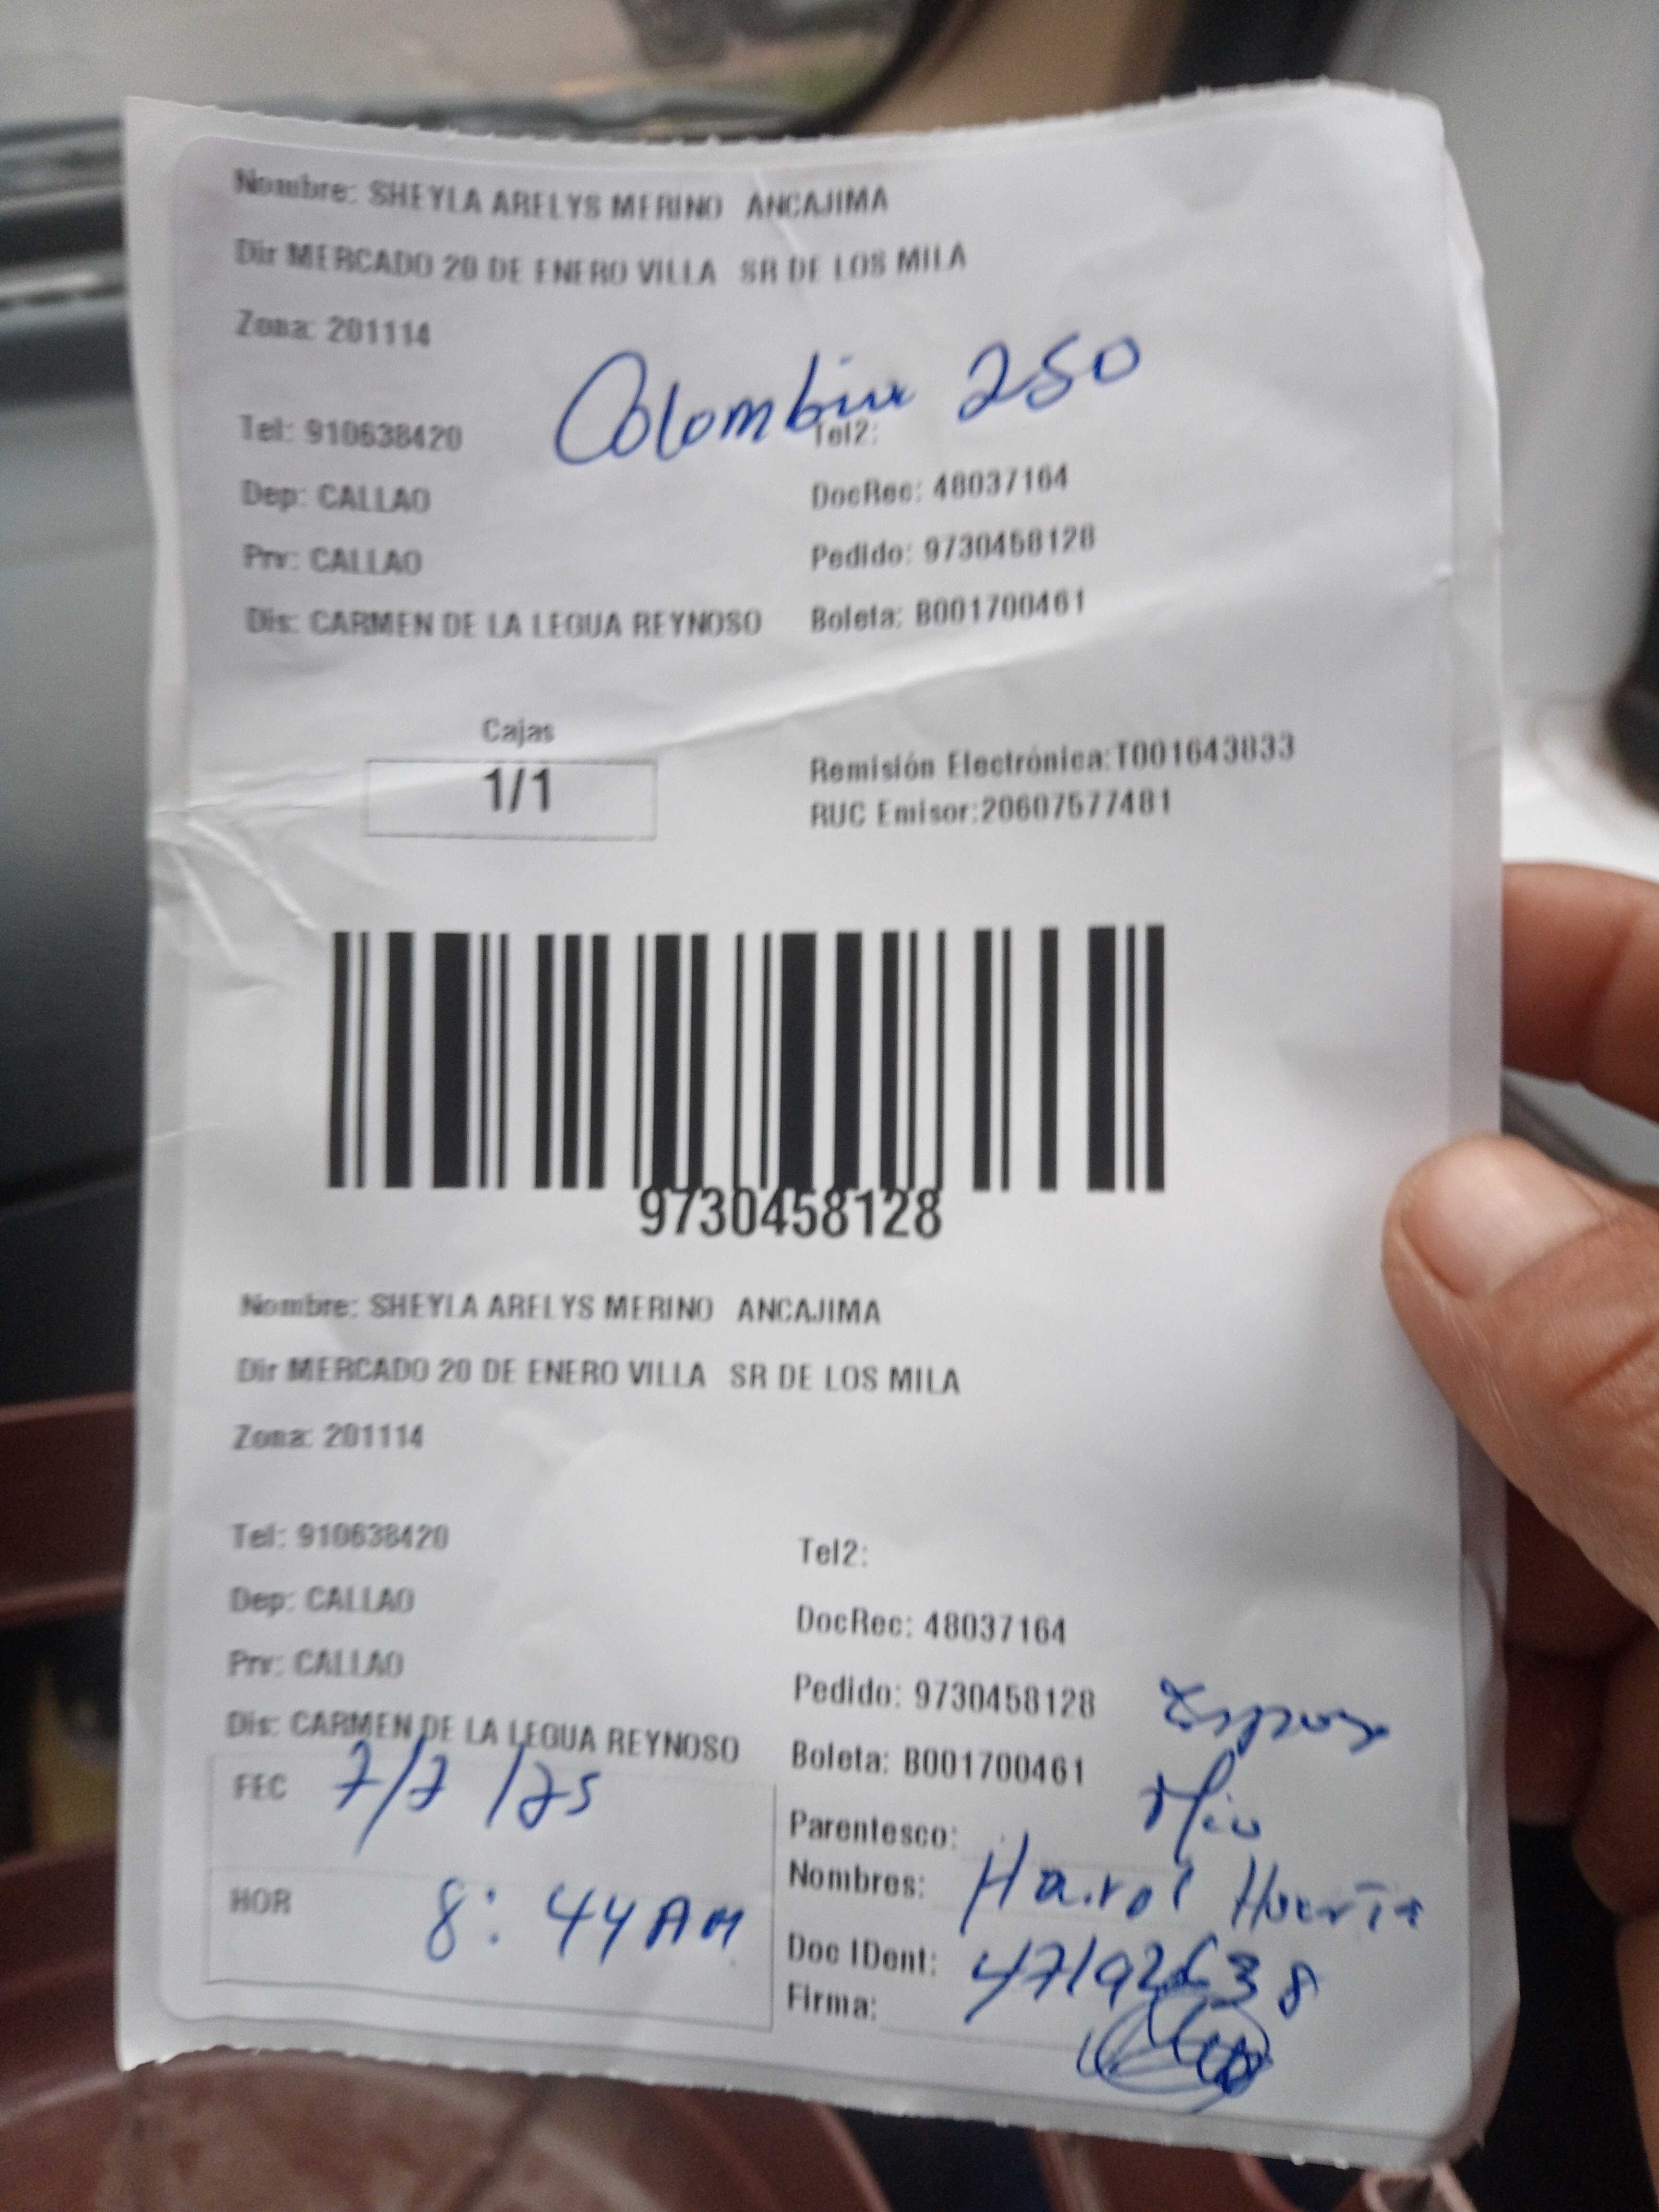 Nombre: SHEYLA ARELYS MERINO ANCAJIMA
Dir MERCADO 20 DE ENERO VILLA SR DE LOS MILA
Zona: 201114
Colombia 250
Tel: 910638420 Tel2:
Dep: CALLAO DocRec: 48037164
Prv: CALLAO Pedido: 9730458128
Dis: CARMEN DE LA LEGUA REYNOSO Boleta: B001700461
Cajas
1/1
Remisión Electrónica:T001643833
RUC Emisor:20607577481
9730458128
Nombre: SHEYLA ARELYS MERINO ANCAJIMA
Dir MERCADO 20 DE ENERO VILLA SR DE LOS MILA
Zona: 201114
Tel: 910638420 Tel2:
Dep: CALLAO DocRec: 48037164
Prv: CALLAO Pedido: 9730458128
Dis: CARMEN DE LA LEGUA REYNOSO Boleta: B001700461
FEC 7/7/25
HOR 8:44 AM
Parentesco:
Nombres: Harol
Doc IDent:
Firma: